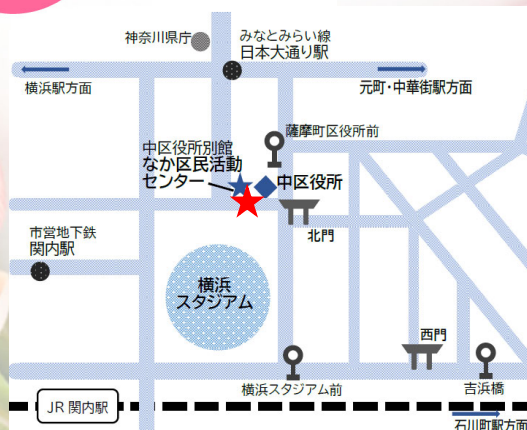 神奈川県庁
みなとみらい線
日本大通り駅
横浜駅方面
元町・中華街駅方面
薩摩町区役所前
中区役所別館
なか区民活動
センター
中区役所
市営地下鉄
関内駅
北門
横浜
スタジアム
西門
横浜スタジアム前
吉浜橋
JR 関内駅
石川町駅方面